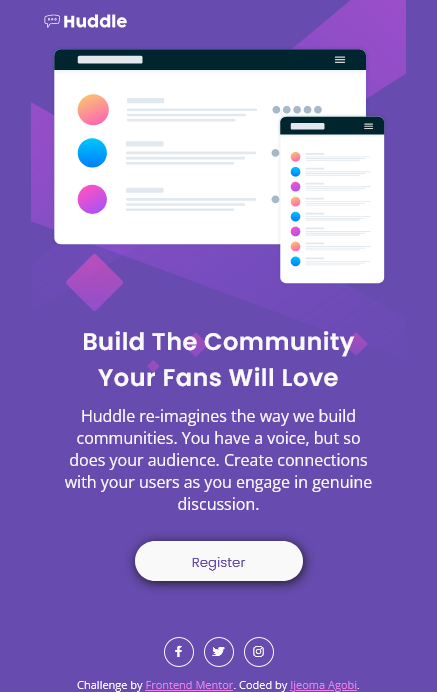 Huddle
Build The Community
Your Fans Will Love
Huddle re-imagines the way we build
communities. You have a voice, but so
does your audience. Create connections
with your users as you engage in genuine
discussion.
Register
Challenge by Frontend Mentor. Coded by Ijeoma Agobi.